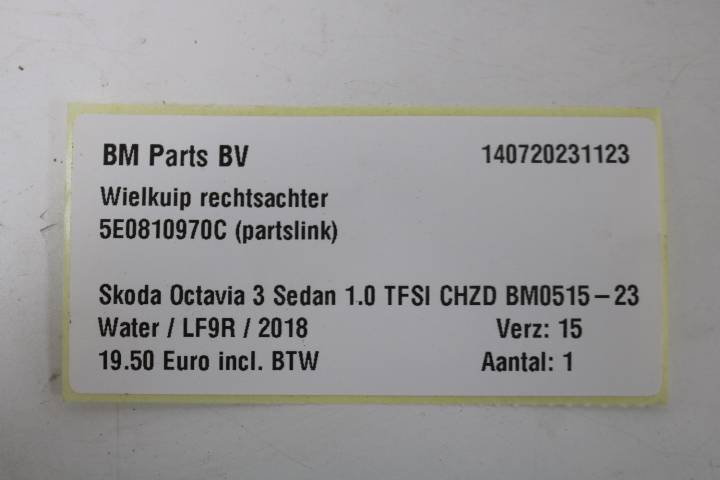 BM Parts BV 140720231123
Wielkuip rechtsachter
5E0810970C (partslink)
Skoda Octavia 3 Sedan 1.0 TFSI CHZD BM0515-23
Water / LF9R / 2018 Verz: 15
19.50 Euro incl. BTW Aantal: 1